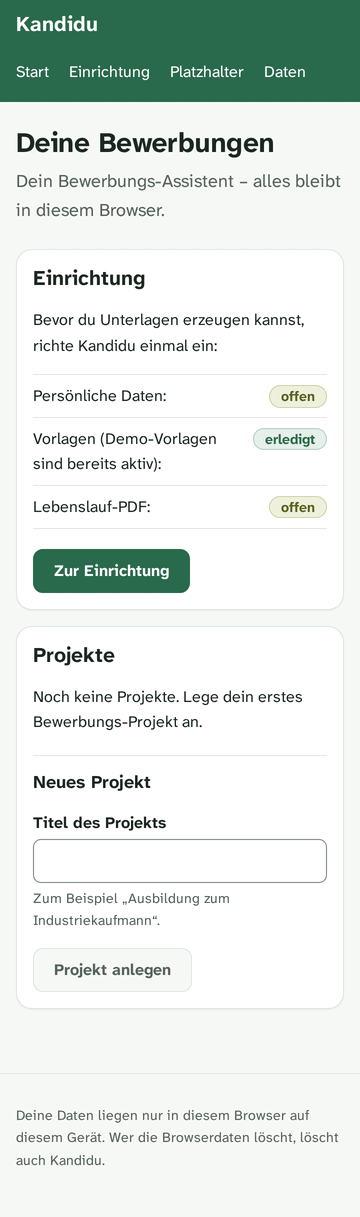 Kandidu
Start Einrichtung Platzhalter Daten
Deine Bewerbungen
Dein Bewerbungs-Assistent – alles bleibt
in diesem Browser.
Einrichtung
Bevor du Unterlagen erzeugen kannst,
richte Kandidu einmal ein:
Persönliche Daten: offen
Vorlagen (Demo-Vorlagen erledigt
sind bereits aktiv):
Lebenslauf-PDF: offen
Zur Einrichtung
Projekte
Noch keine Projekte. Lege dein erstes
Bewerbungs-Projekt an.
Neues Projekt
Titel des Projekts
Zum Beispiel „Ausbildung zum
Industriekaufmann“.
Projekt anlegen
Deine Daten liegen nur in diesem Browser auf
diesem Gerät. Wer die Browserdaten löscht, löscht
auch Kandidu.